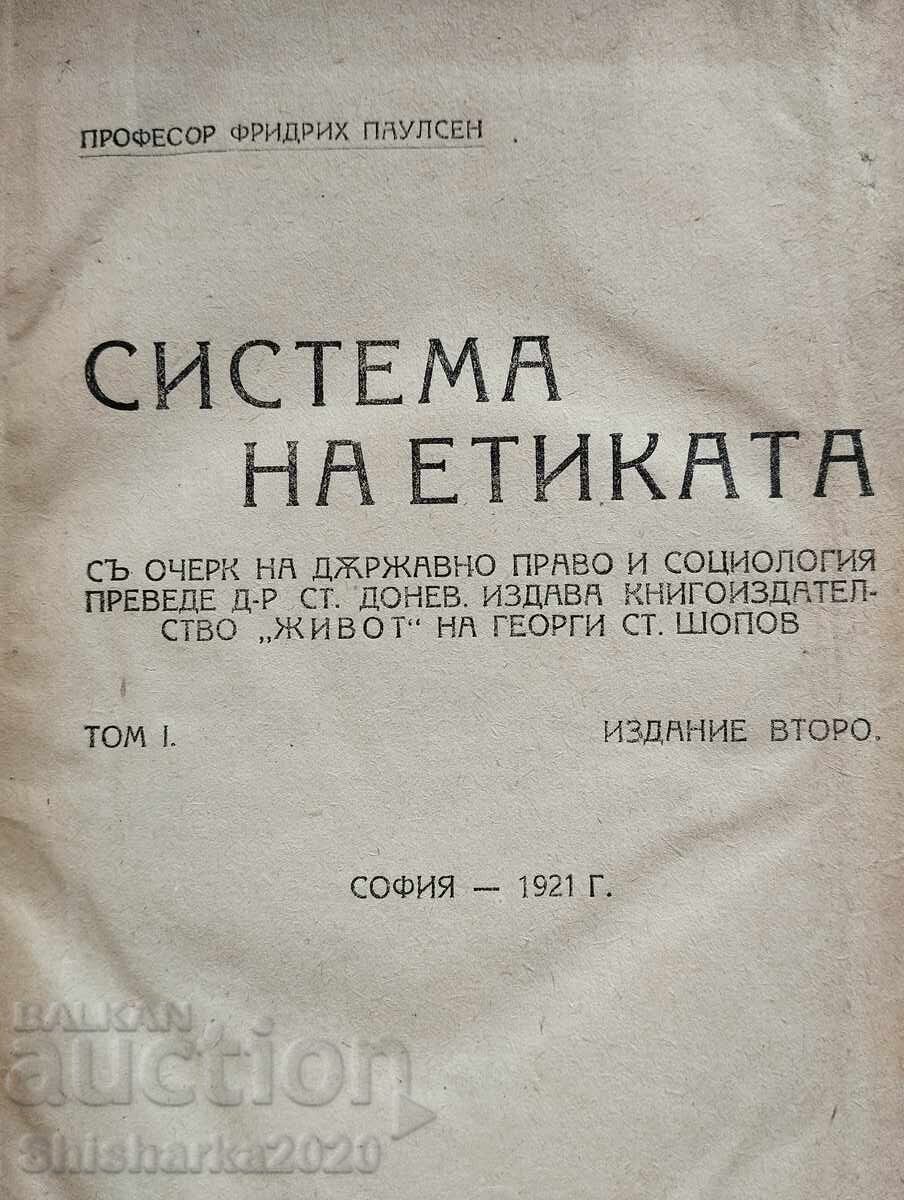 ПРОФЕСОР ФРИДРИХ ПАУЛСЕН
СИСТЕМА
НА ЕТИКАТА
СЪ ОЧЕРК НА ДѪРЖАВНО ПРАВО И СОЦИОЛОГИЯ
ПРЕВЕДЕ Д-Р СТ. ДОНЕВ. ИЗДАВА КНИГОИЗДАТЕЛ-
СТВО „ЖИВОТ“ НА ГЕОРГИ СТ. ШОПОВ
ТОМ I. ИЗДАНИЕ ВТОРО.
СОФИЯ — 1921 Г.
BALKAN
auction
Shisharka2020